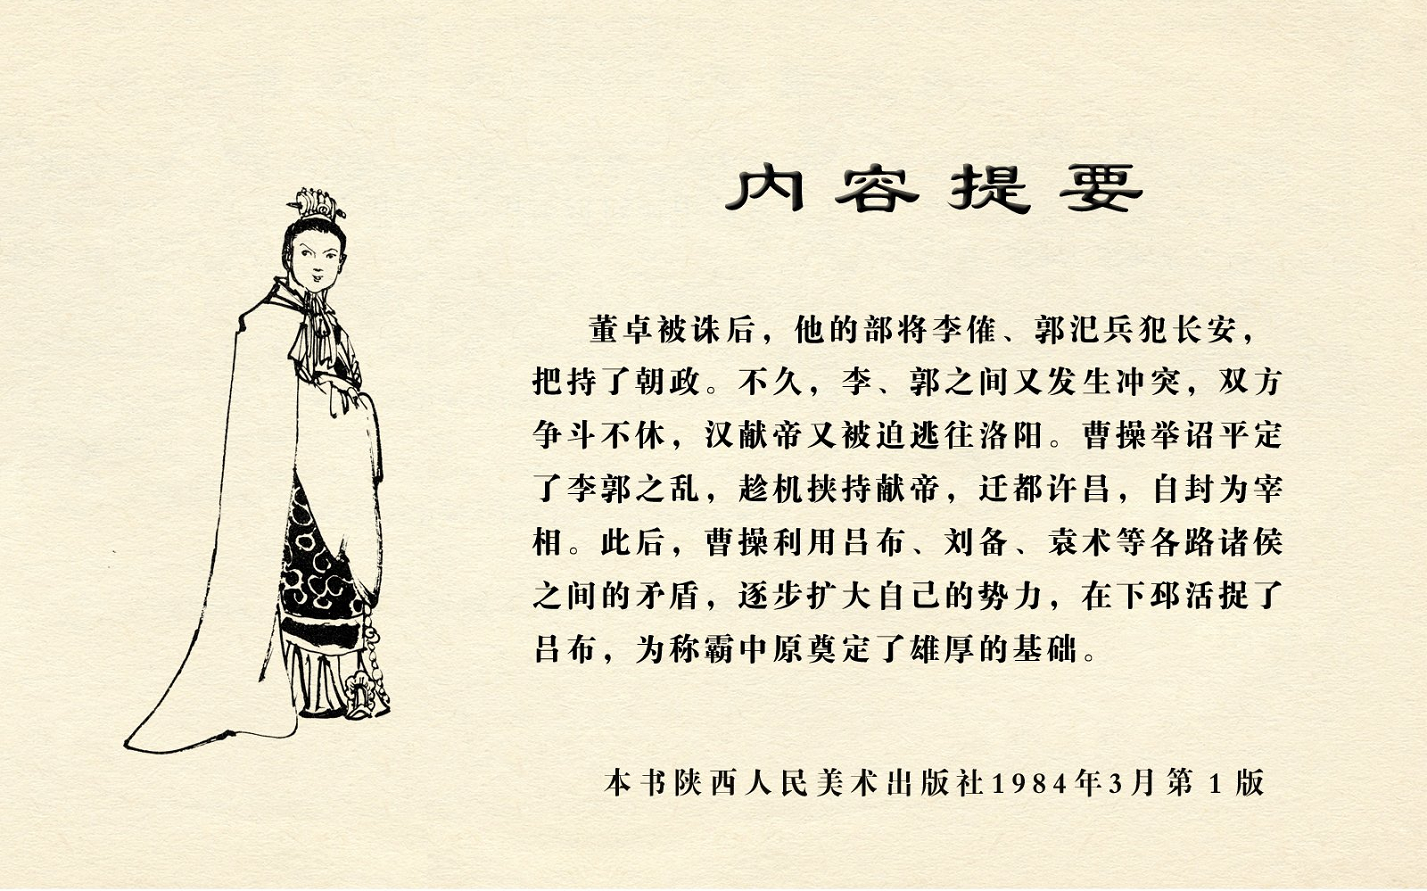 内容提要
董卓被诛后，他的部将李傕、郭汜兵犯长安，
把持了朝政。不久，李、郭之间又发生冲突，双方
争斗不休，汉献帝又被迫逃往洛阳。曹操举诏平定
了李郭之乱，趁机挟持献帝，迁都许昌，自封为宰
相。此后，曹操利用吕布、刘备、袁术等各路诸侯
之间的矛盾，逐步扩大自己的势力，在下邳活捉了
吕布，为称霸中原奠定了雄厚的基础。
本书陕西人民美术出版社1984年3月第1版